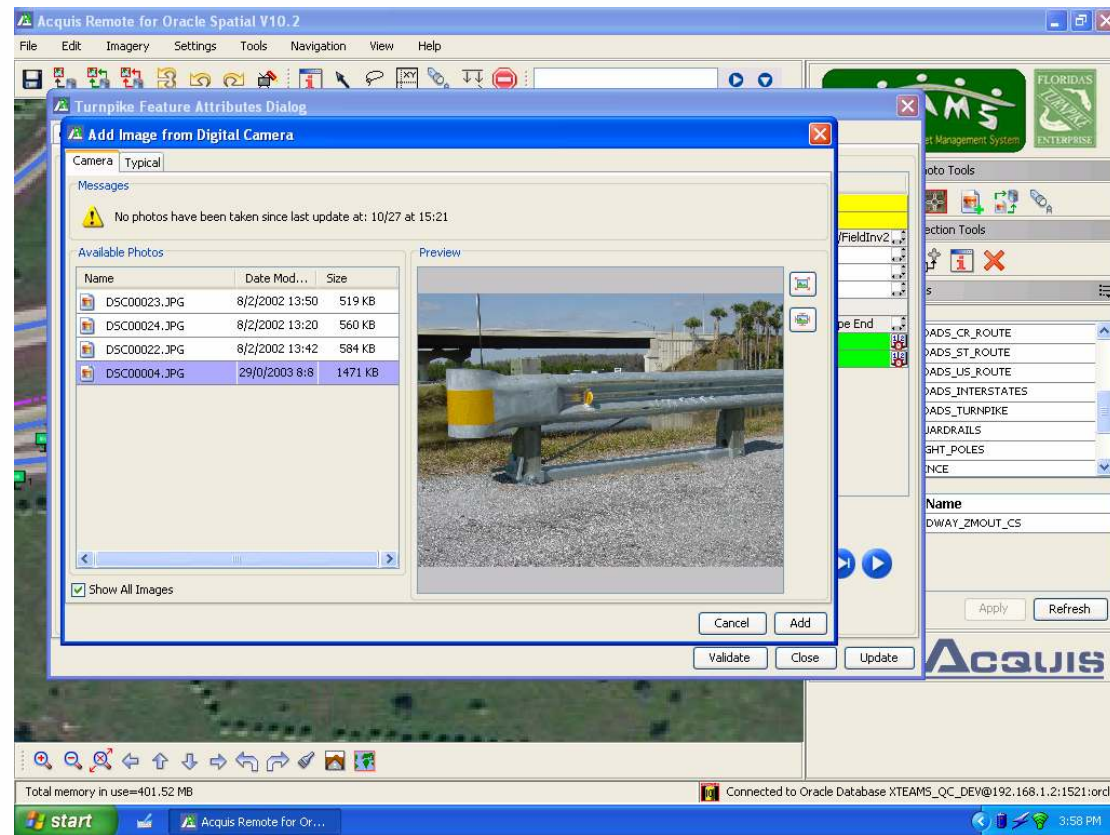 Acquis Remote for Oracle Spatial V10.2
File Edit Imagery Settings Tools Navigation View Help
Turnpike Feature Attributes Dialog
Add Image from Digital Camera
Camera Typical
Messages
No photos have been taken since last update at: 10/27 at 15:21
Available Photos
Name Date Mod... Size
DSC00023.JPG 8/2/2002 13:50 519 KB
DSC00024.JPG 8/2/2002 13:20 560 KB
DSC00022.JPG 8/2/2002 13:42 584 KB
DSC00004.JPG 29/0/2003 8:8 1471 KB
Show All Images
Preview
Cancel Add
Validate Close Update
/FieldInv2
pe End
AMS
et Management System
FLORIDA'S
TURNPIKE
ENTERPRISE
oto Tools
ection Tools
s
OADS_CR_ROUTE
OADS_ST_ROUTE
OADS_US_ROUTE
OADS_INTERSTATES
OADS_TURNPIKE
UARDRAILS
GHT_POLES
ENCE
Name
DWAY_ZMOUT_CS
Apply Refresh
Acquis
Total memory in use=401.52 MB
Connected to Oracle Database XTEAMS_QC_DEV@192.168.1.2:1521:orcl
start
Acquis Remote for Or...
3:58 PM